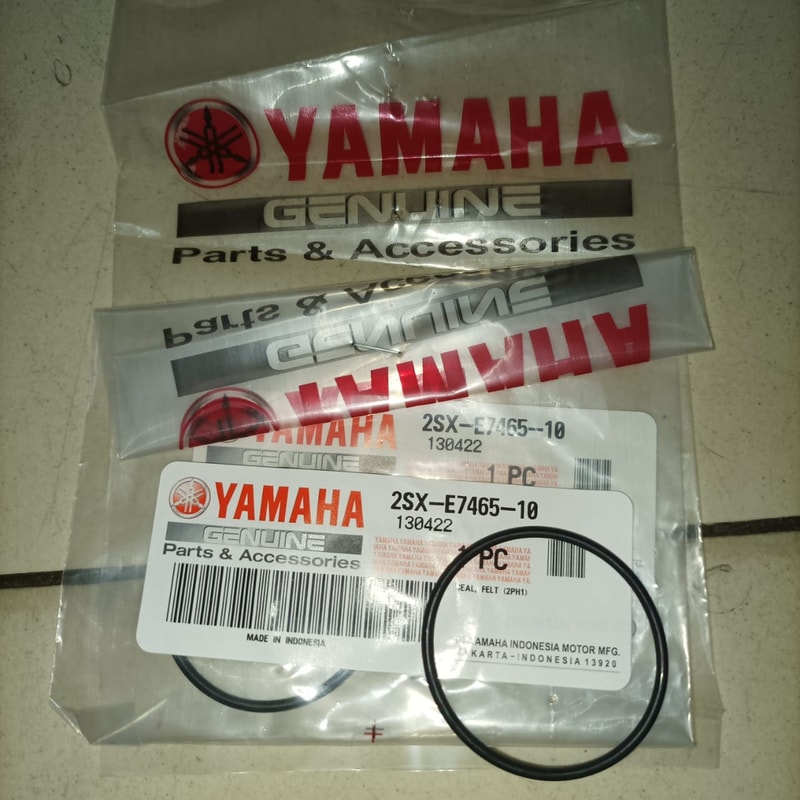 YAMAHA
GENUINE
Parts & Accessories
Parts & Accessories
GENUINE
YAMAHA
YAMAHA
GENUINE
2SX-E7465-10
130422
1 PC
YAMAHA
GENUINE
Parts & Accessories
2SX-E7465-10
130422
1 PC
SEAL, FELT (2PH1)
MADE IN INDONESIA
YAMAHA INDONESIA MOTOR MFG.
JAKARTA-INDONESIA 13920